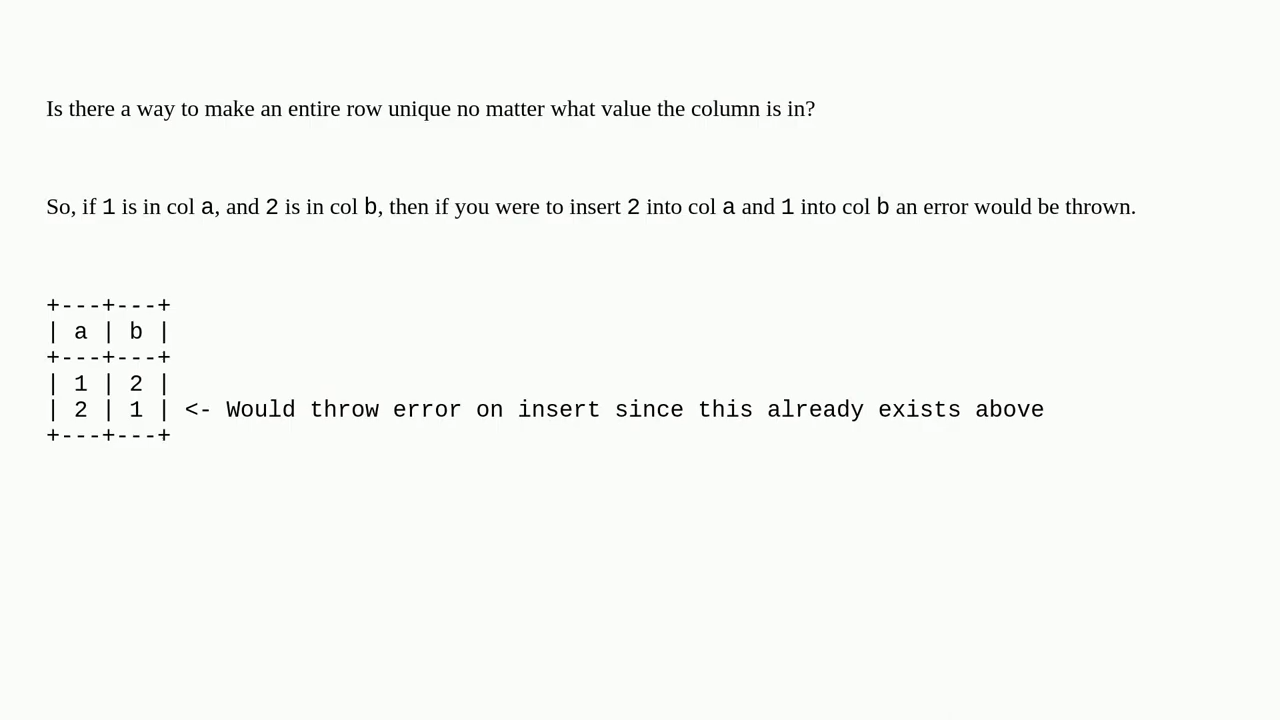 Is there a way to make an entire row unique no matter what value the column is in?
So, if 1 is in col a, and 2 is in col b, then if you were to insert 2 into col a and 1 into col b an error would be thrown.
+---+---+
| a | b |
+---+---+
| 1 | 2 |
| 2 | 1 | <- Would throw error on insert since this already exists above
+---+---+